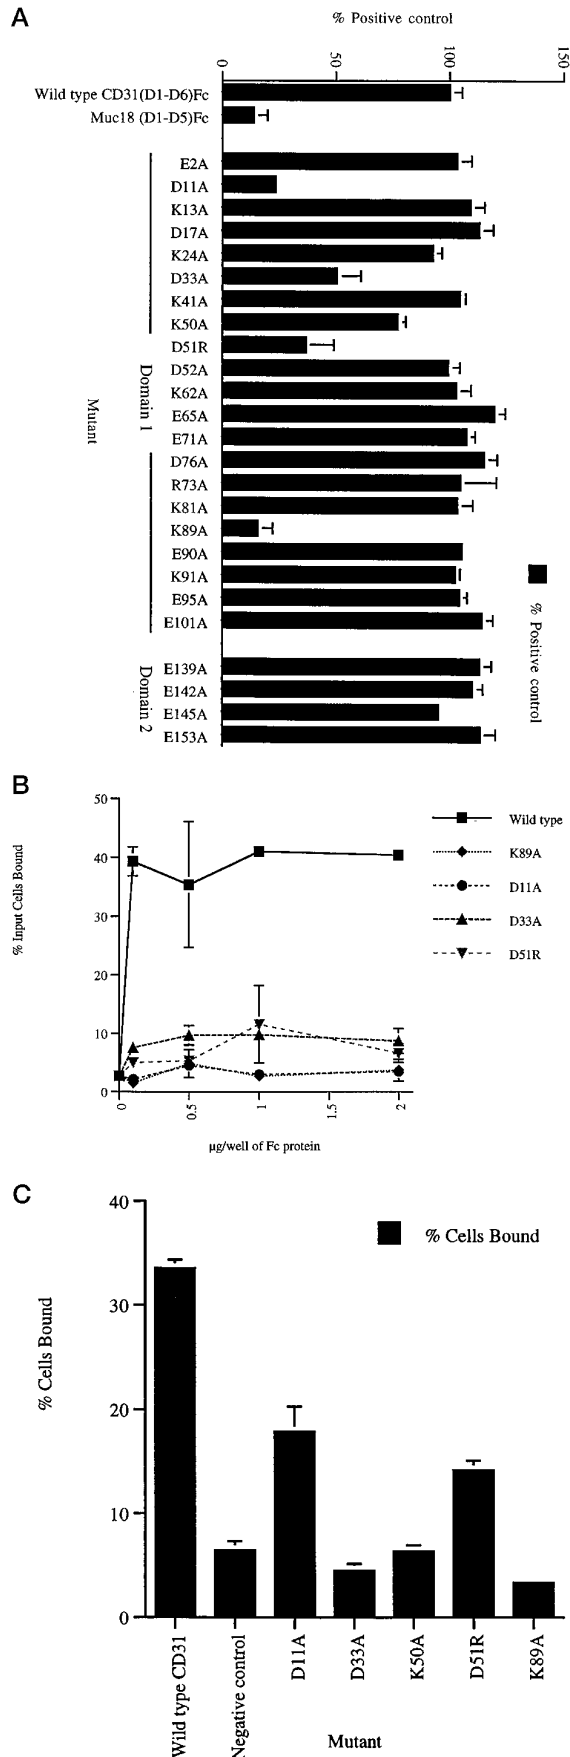 A
% Positive control
0
50
100
150
Wild type CD31(D1-D6)Fc
Muc18 (D1-D5)Fc
E2A
D11A
K13A
D17A
K24A
D33A
K41A
K50A
D51R
D52A
K62A
E65A
E71A
D76A
R73A
K81A
K89A
E90A
K91A
E95A
E101A
E139A
E142A
E145A
E153A
Domain 1
Domain 2
Mutant
% Positive control
B
% Input Cells Bound
50
40
30
20
10
0
0
0.5
1
1.5
2
µg/well of Fc protein
Wild type
K89A
D11A
D33A
D51R
C
% Cells Bound
40
30
20
10
0
% Cells Bound
Wild type CD31
Negative control
D11A
D33A
K50A
D51R
K89A
Mutant